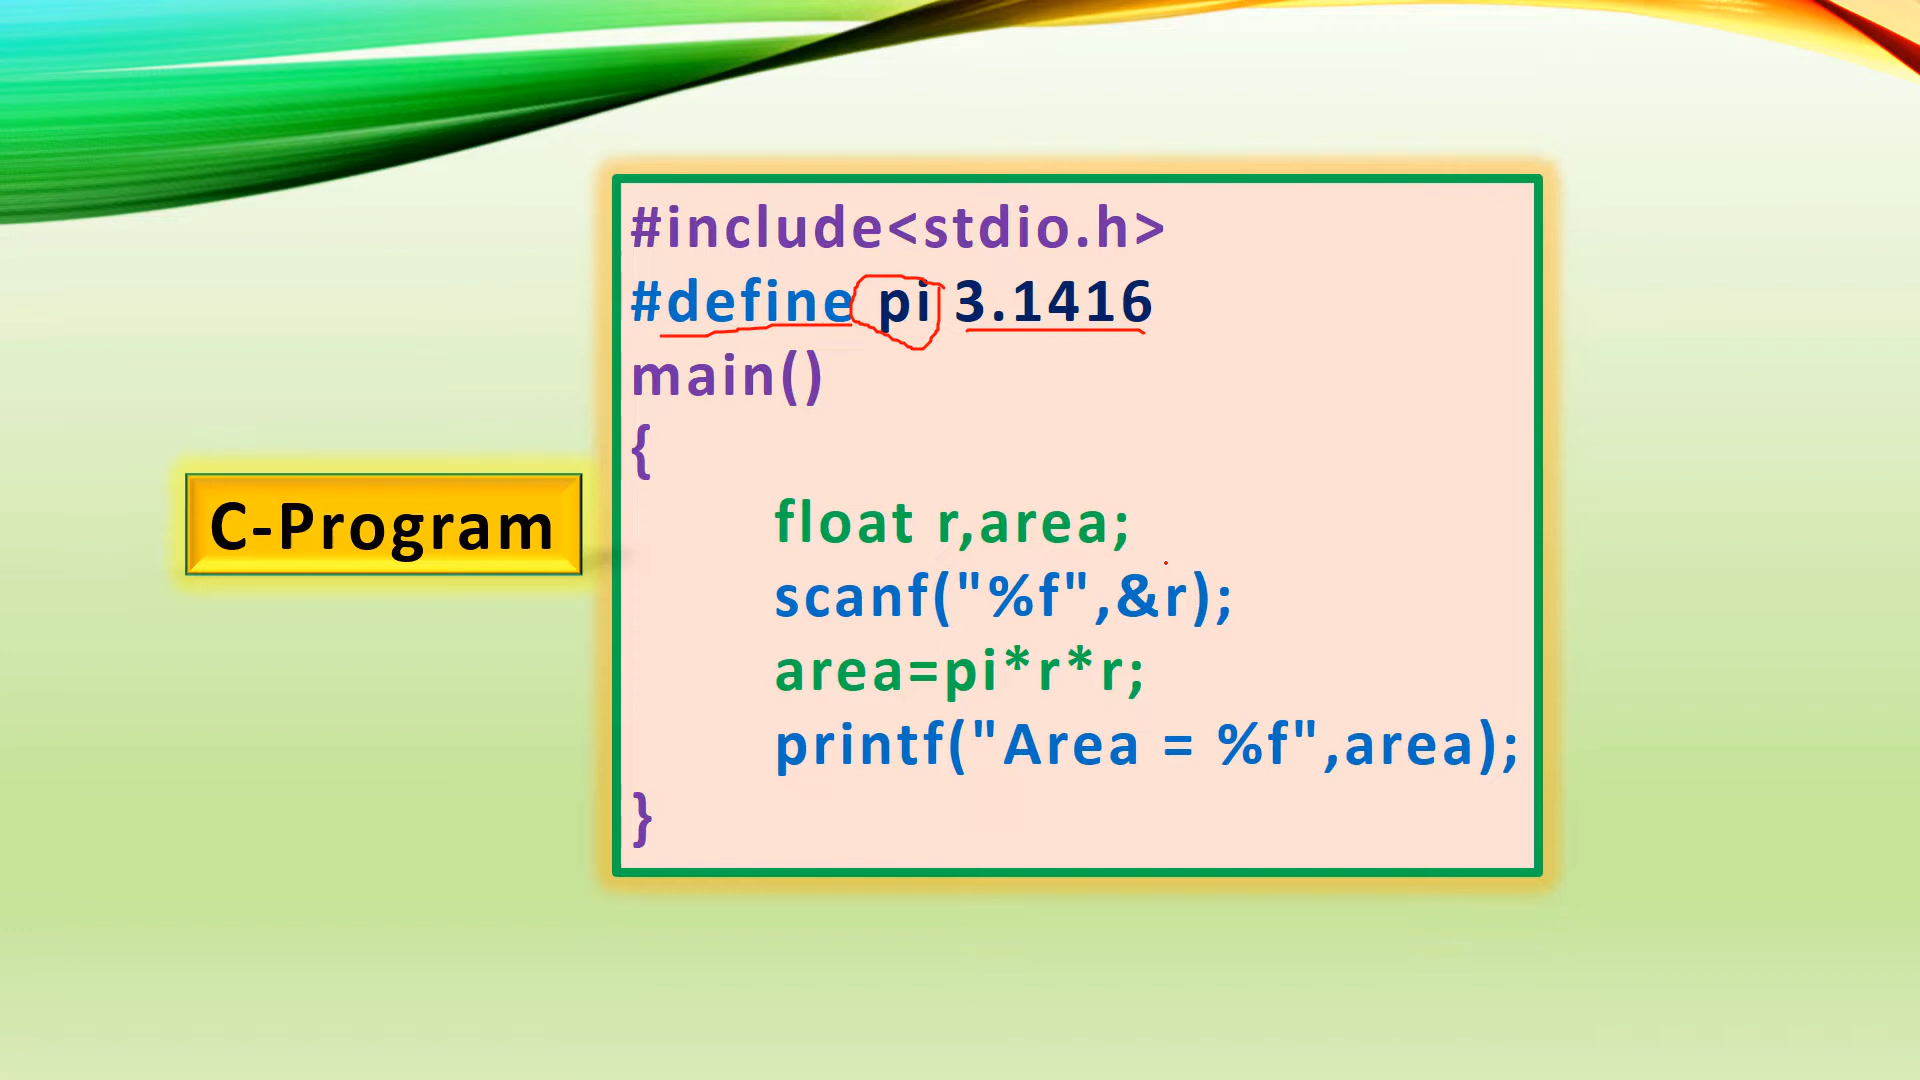 C-Program
#include<stdio.h>
#define pi 3.1416
main()
{
float r,area;
scanf("%f",&r);
area=pi*r*r;
printf("Area = %f",area);
}